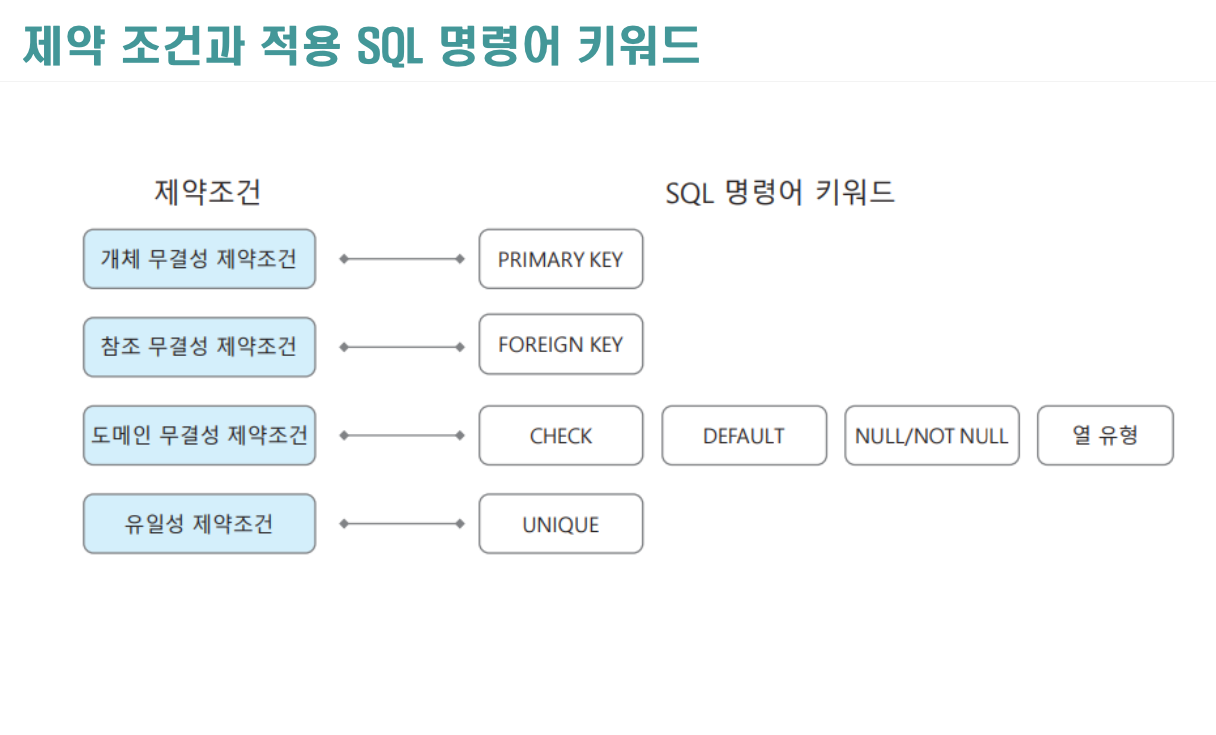 제약 조건과 적용 SQL 명령어 키워드
제약조건 SQL 명령어 키워드
개체 무결성 제약조건 PRIMARY KEY
참조 무결성 제약조건 FOREIGN KEY
도메인 무결성 제약조건 CHECK DEFAULT NULL/NOT NULL 열 유형
유일성 제약조건 UNIQUE